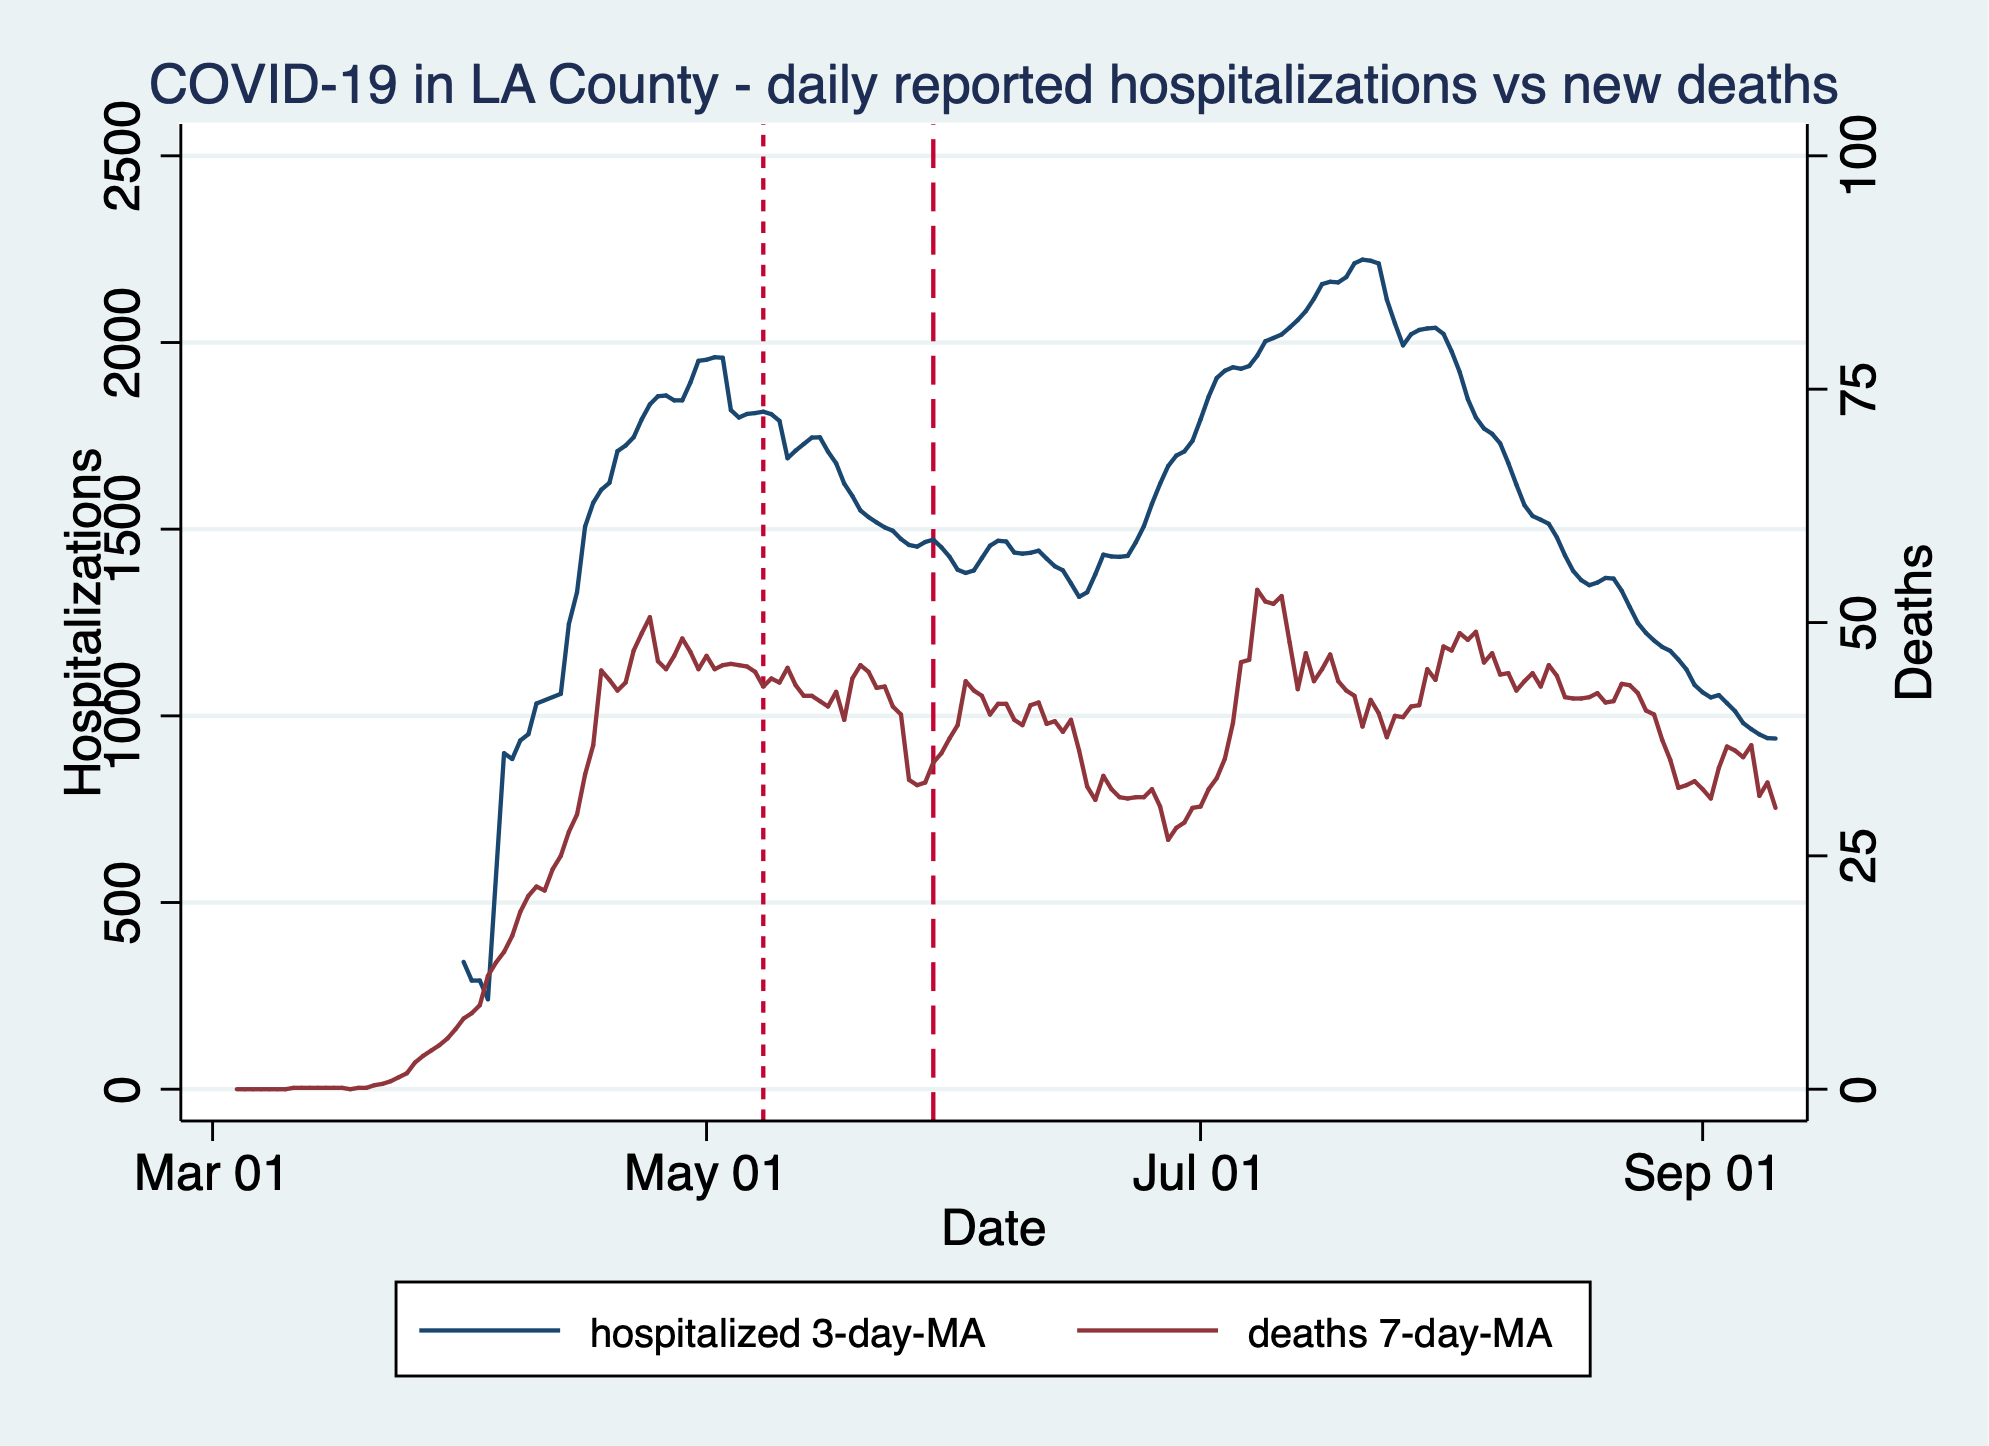 COVID-19 in LA County - daily reported hospitalizations vs new deaths
Hospitalizations
2500
2000
1500
1000
500
0
100
75
50
25
0
Deaths
Mar 01
May 01
Jul 01
Sep 01
Date
hospitalized 3-day-MA
deaths 7-day-MA